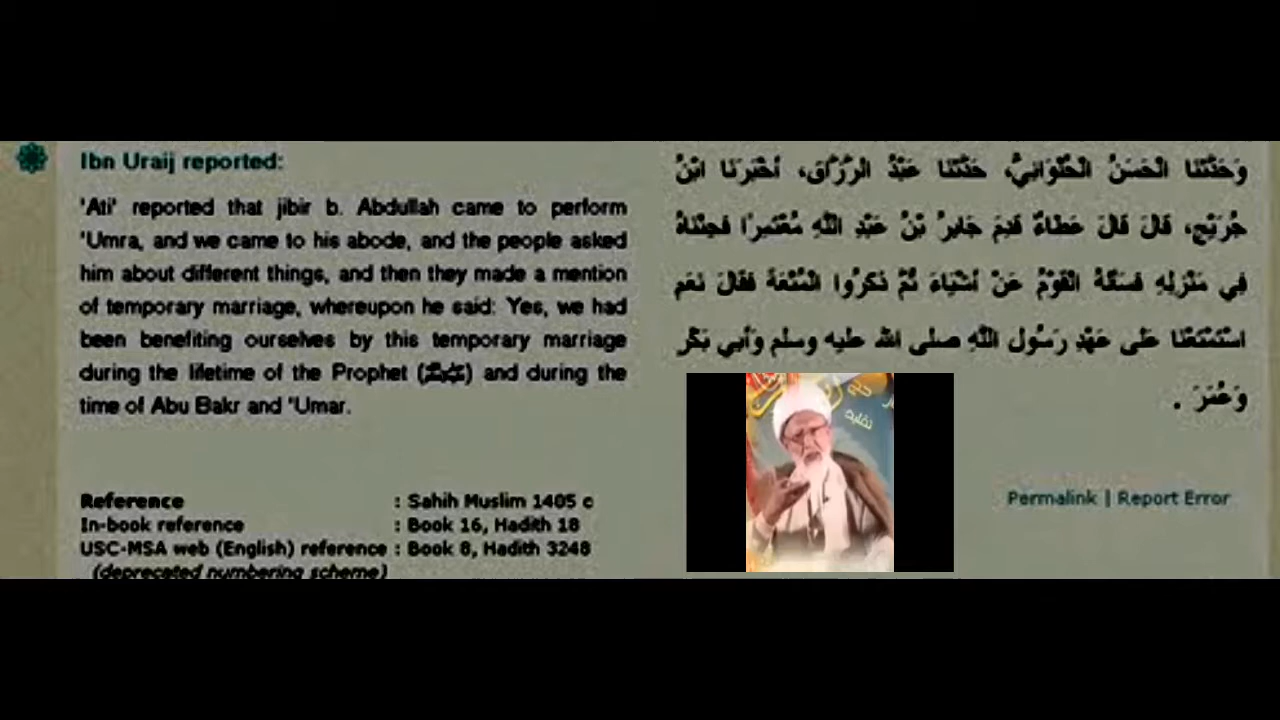 Ibn Uraij reported:
'Ati' reported that jibir b. Abdullah came to perform
'Umra, and we came to his abode, and the people asked
him about different things, and then they made a mention
of temporary marriage, whereupon he said: Yes, we had
been benefiting ourselves by this temporary marriage
during the lifetime of the Prophet (ﷺ) and during the
time of Abu Bakr and 'Umar.
وَحَدَّثَنَا الْحَسَنُ الْحُلْوَانِيُّ، حَدَّثَنَا عَبْدُ الرَّزَّاقِ، أَخْبَرَنَا ابْنُ
جُرَيْجٍ، قَالَ قَالَ عَطَاءٌ قَدِمَ جَابِرُ بْنُ عَبْدِ اللَّهِ مُعْتَمِرًا فَجِئْنَاهُ
فِي مَنْزِلِهِ فَسَأَلَهُ الْقَوْمُ عَنْ أَشْيَاءَ ثُمَّ ذَكَرُوا الْمُتْعَةَ فَقَالَ نَعَمِ
اسْتَمْتَعْنَا عَلَى عَهْدِ رَسُولِ اللَّهِ صلى الله عليه وسلم وَأَبِي بَكْرٍ
وَعُمَرَ .
Reference : Sahih Muslim 1405 c
In-book reference : Book 16, Hadith 18
USC-MSA web (English) reference : Book 8, Hadith 3248
(deprecated numbering scheme)
Permalink | Report Error
حج
تقليد